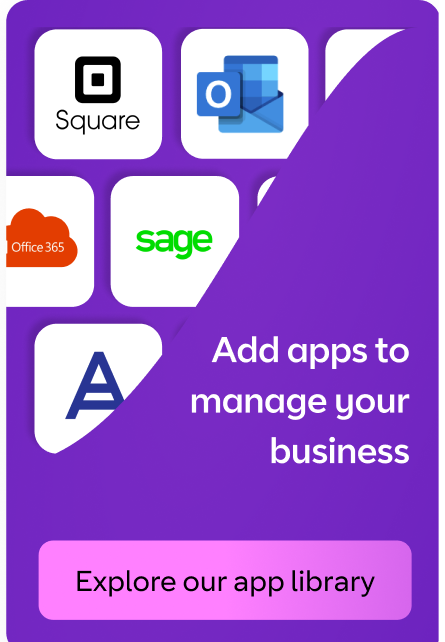 Square
O
Office 365
sage
A
Add apps to
manage your
business
Explore our app library